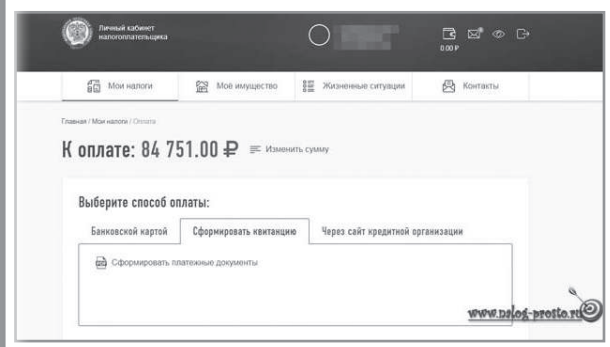 Личный кабинет
налогоплательщика
0.00 ₽
Мои налоги Моё имущество Жизненные ситуации Контакты
Главная / Мои налоги / Оплата
К оплате: 84 751.00 ₽ Изменить сумму
Выберите способ оплаты:
Банковской картой Сформировать квитанцию Через сайт кредитной организации
Сформировать платежные документы
www.nalog-prosto.ru